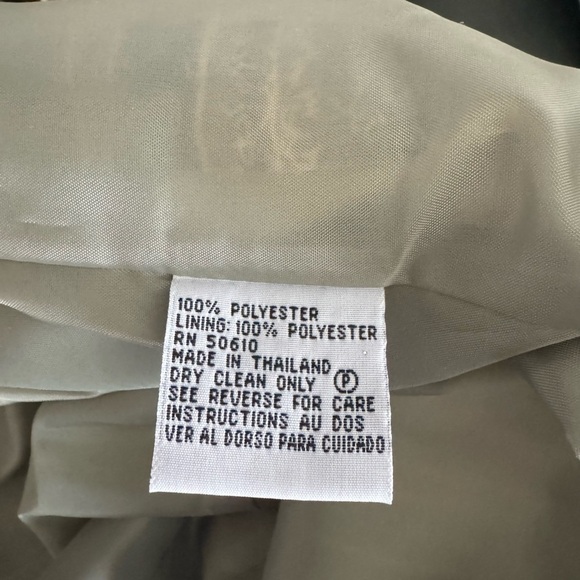 100% POLYESTER
LINING: 100% POLYESTER
RN 50610
MADE IN THAILAND
DRY CLEAN ONLY Ⓟ
SEE REVERSE FOR CARE
INSTRUCTIONS AU DOS
VER AL DORSO PARA CUIDADO